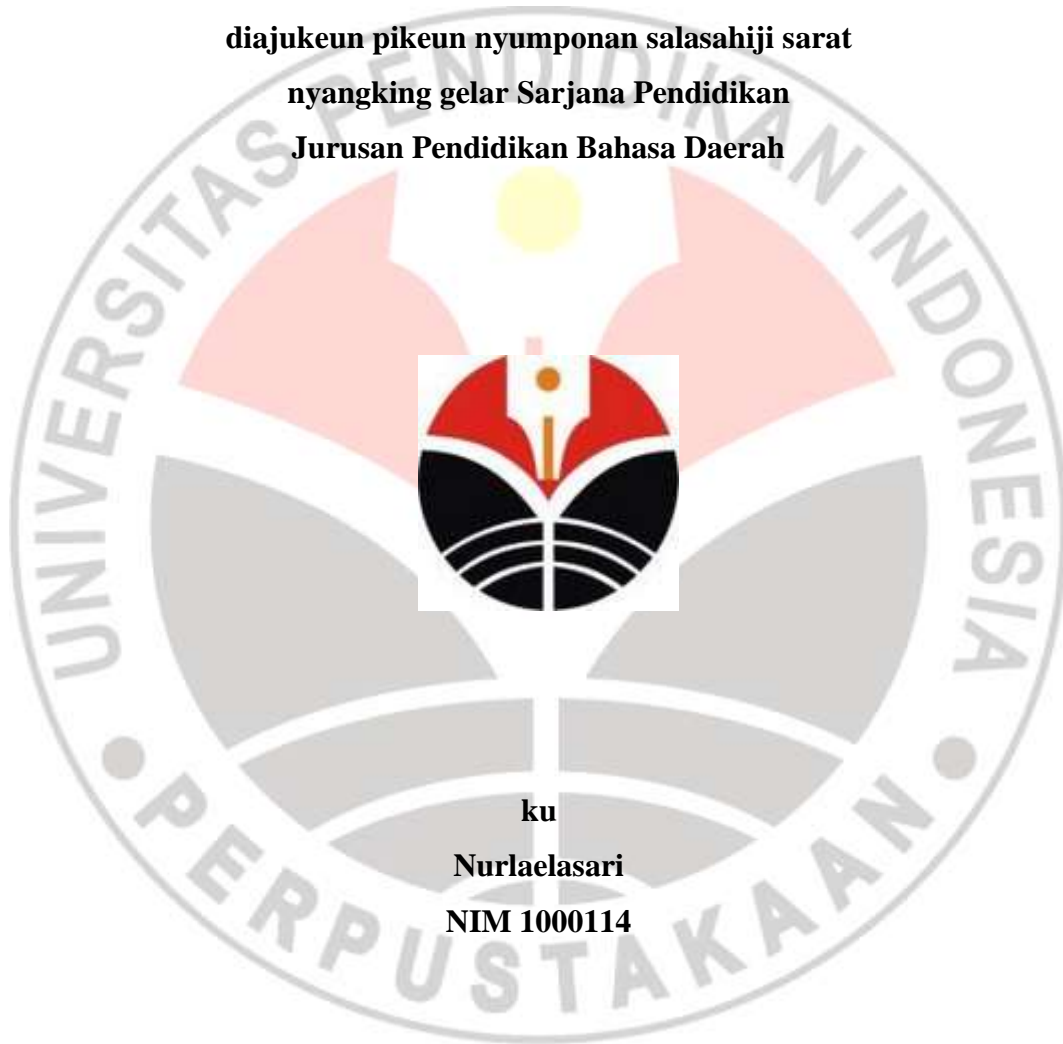 diajukeun pikeun nyumponan salasahiji sarat
nyangking gelar Sarjana Pendidikan
Jurusan Pendidikan Bahasa Daerah
UNIVERSITAS PENDIDIKAN INDONESIA
ku
Nurlaelasari
NIM 1000114
PERPUSTAKAAN